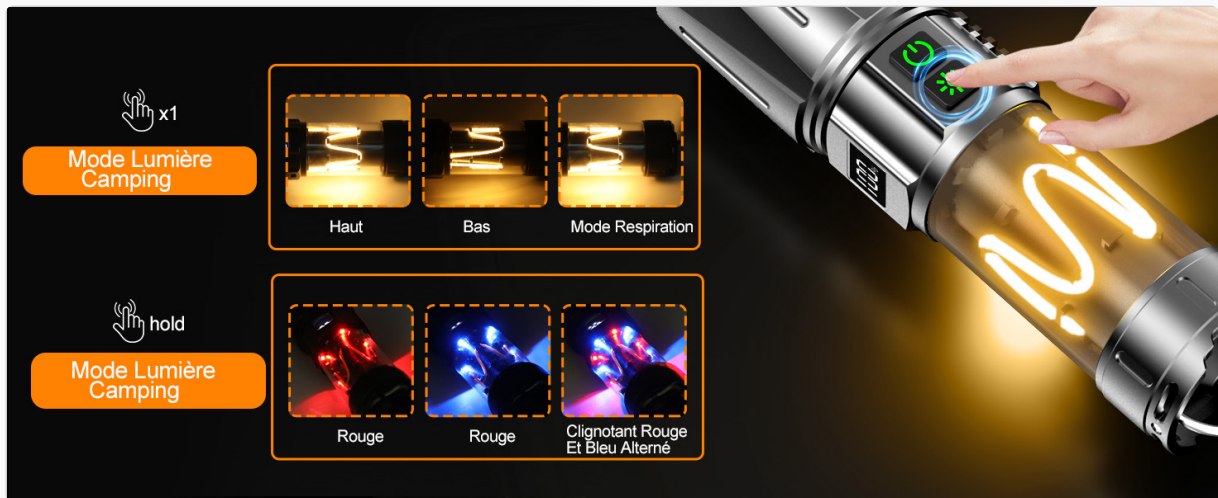 x1
Mode Lumière
Camping
Haut
Bas
Mode Respiration
hold
Mode Lumière
Camping
Rouge
Rouge
Clignotant Rouge
Et Bleu Alterné